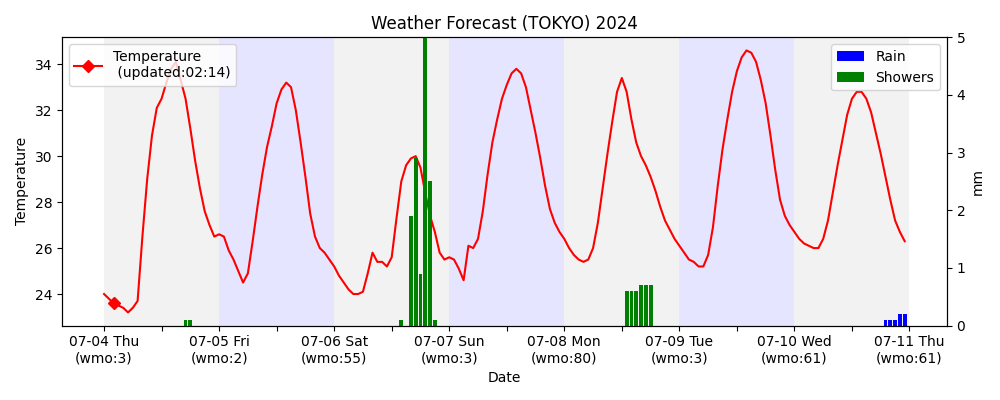 Weather Forecast (TOKYO) 2024
Temperature
(updated:02:14)
Rain
Showers
34
32
30
28
26
24
Temperature
5
4
3
2
1
0
mm
07-04 Thu 07-05 Fri 07-06 Sat 07-07 Sun 07-08 Mon 07-09 Tue 07-10 Wed 07-11 Thu
(wmo:3) (wmo:2) (wmo:55) (wmo:3) (wmo:80) (wmo:3) (wmo:61) (wmo:61)
Date